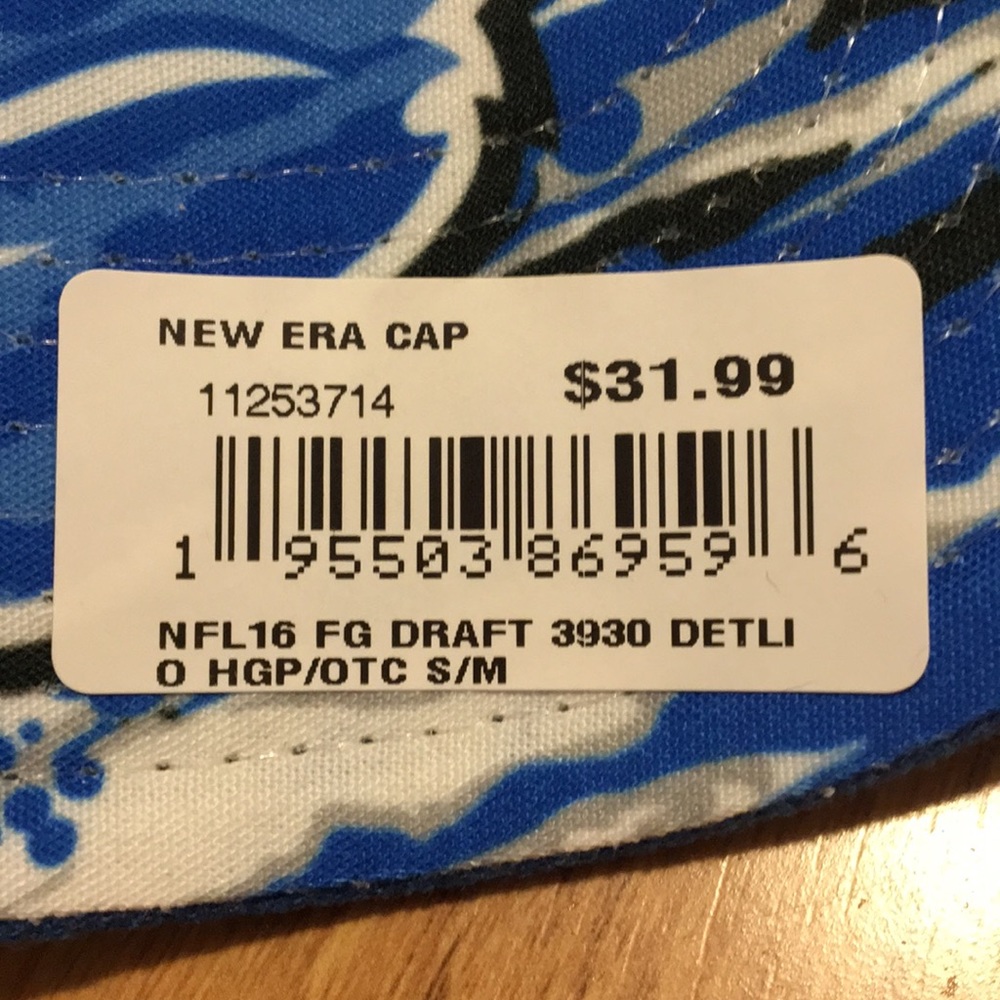 NEW ERA CAP
11253714
$31.99
1 95503 86959 6
NFL16 FG DRAFT 3930 DETLI
O HGP/OTC S/M